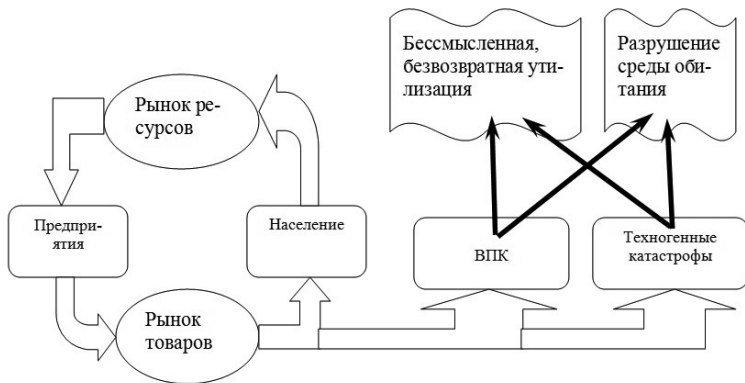 Бессмысленная,
безвозвратная ути-
лизация
Разрушение
среды оби-
тания
Рынок ре-
сурсов
Предпри-
ятия
Население
ВПК
Техногенные
катастрофы
Рынок
товаров